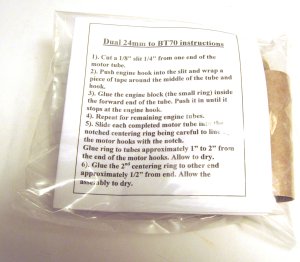 Dual 24mm to BT70 instructions
1). Cut a 1/8" slit 1/4" from one end of the
motor tube.
2). Push engine hook into the slit and wrap a
piece of tape around the middle of the tube and
hook.
3). Glue the engine block (the small ring) inside
the forward end of the tube. Push it in until it
stops at the engine hook.
4). Repeat for remaining engine tubes.
5). Slide each completed motor tube into the
notched centering ring being careful to line
the motor hooks with the notch.
Glue ring to tubes approximately 1" to 2" from
the end of the motor hooks. Allow to dry.
6). Glue the 2nd centering ring to other end
approximately 1/2" from end. Allow the
assembly to dry.